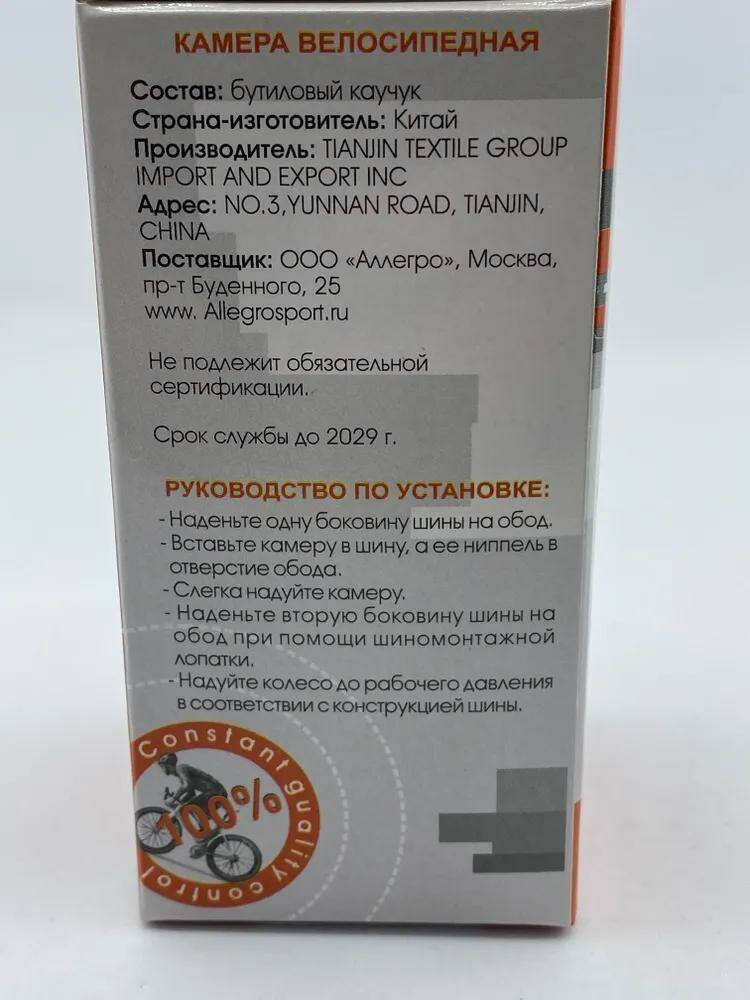 КАМЕРА ВЕЛОСИПЕДНАЯ
Состав: бутиловый каучук
Страна-изготовитель: Китай
Производитель: TIANJIN TEXTILE GROUP
IMPORT AND EXPORT INC
Адрес: NO.3,YUNNAN ROAD, TIANJIN,
CHINA
Поставщик: ООО «Аллегро», Москва,
пр-т Буденного, 25
www. Allegrosport.ru
Не подлежит обязательной
сертификации.
Срок службы до 2029 г.
РУКОВОДСТВО ПО УСТАНОВКЕ:
- Наденьте одну боковину шины на обод.
- Вставьте камеру в шину, а ее ниппель в
отверстие обода.
- Слегка надуйте камеру.
- Наденьте вторую боковину шины на
обод при помощи шиномонтажной
лопатки.
- Надуйте колесо до рабочего давления
в соответствии с конструкцией шины.
Constant guality control
100%